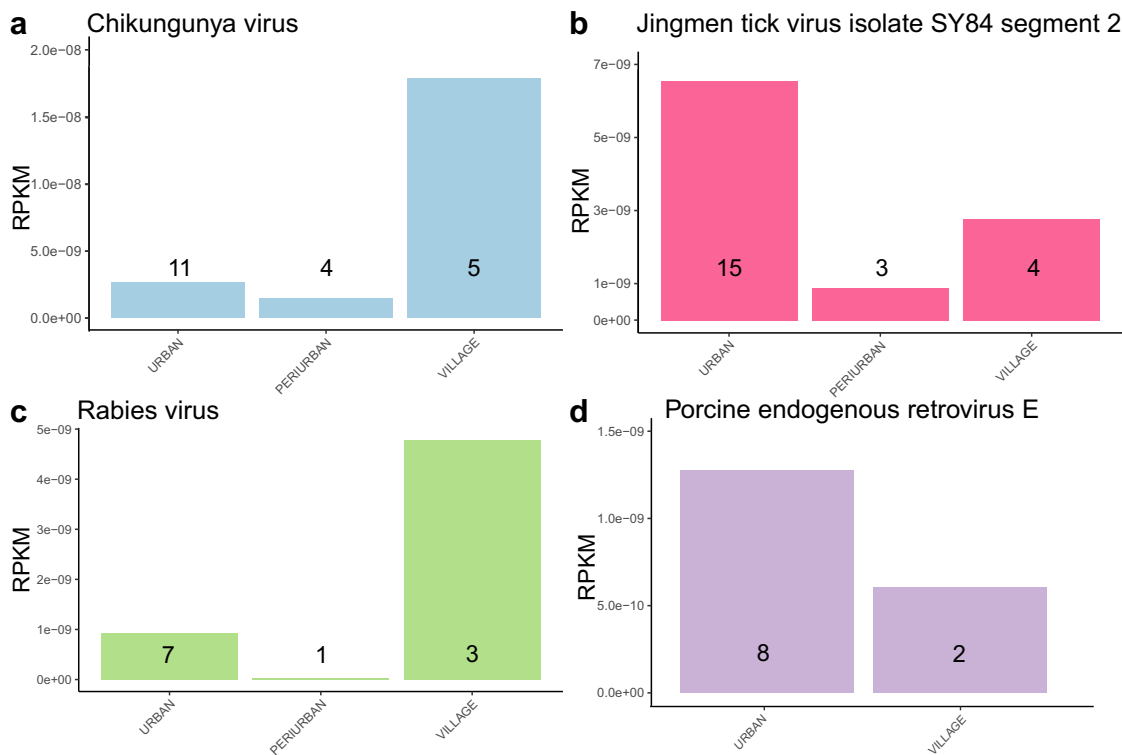 a Chikungunya virus
2.0e−08
1.5e−08
1.0e−08
5.0e−09
0.0e+00
RPKM
11 4 5
URBAN PERIURBAN VILLAGE
b Jingmen tick virus isolate SY84 segment 2
7e−09
5e−09
3e−09
1e−09
0e+00
RPKM
15 3 4
URBAN PERIURBAN VILLAGE
c Rabies virus
5e−09
4e−09
3e−09
2e−09
1e−09
0e+00
RPKM
7 1 3
URBAN PERIURBAN VILLAGE
d Porcine endogenous retrovirus E
1.5e−09
1.0e−09
5.0e−10
0.0e+00
RPKM
8 2
URBAN VILLAGE